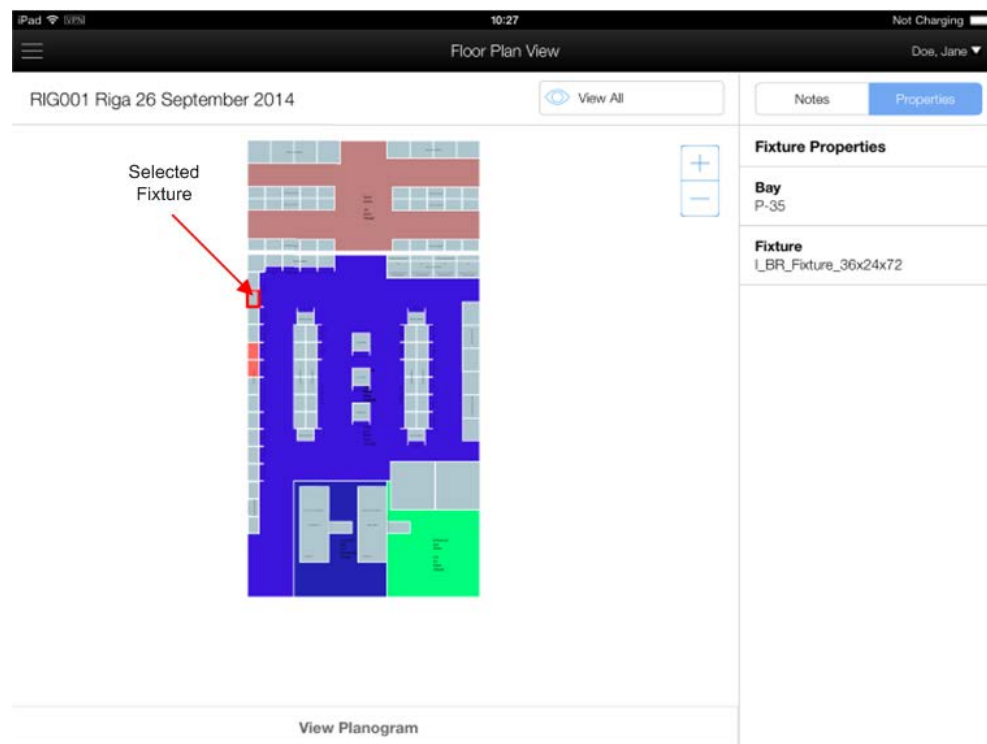 iPad VPN 10:27 Not Charging
Floor Plan View Doe, Jane ▼
RIG001 Riga 26 September 2014 View All Notes Properties
Selected
Fixture
+
−
Fixture Properties
Bay
P-35
Fixture
I_BR_Fixture_36x24x72
View Planogram